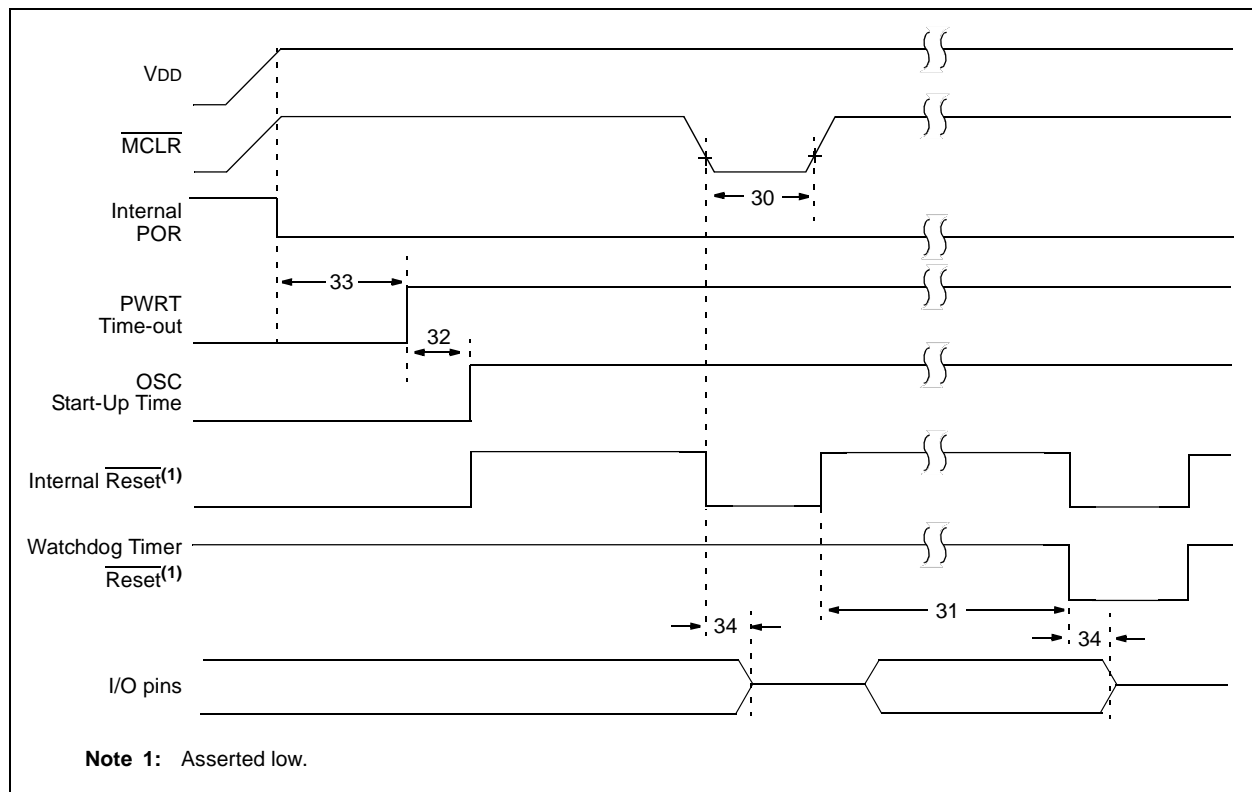 VDD
MCLR
30
Internal
POR
33
PWRT
Time-out
32
OSC
Start-Up Time
Internal Reset(1)
Watchdog Timer
Reset(1)
31
34
34
I/O pins
Note 1: Asserted low.